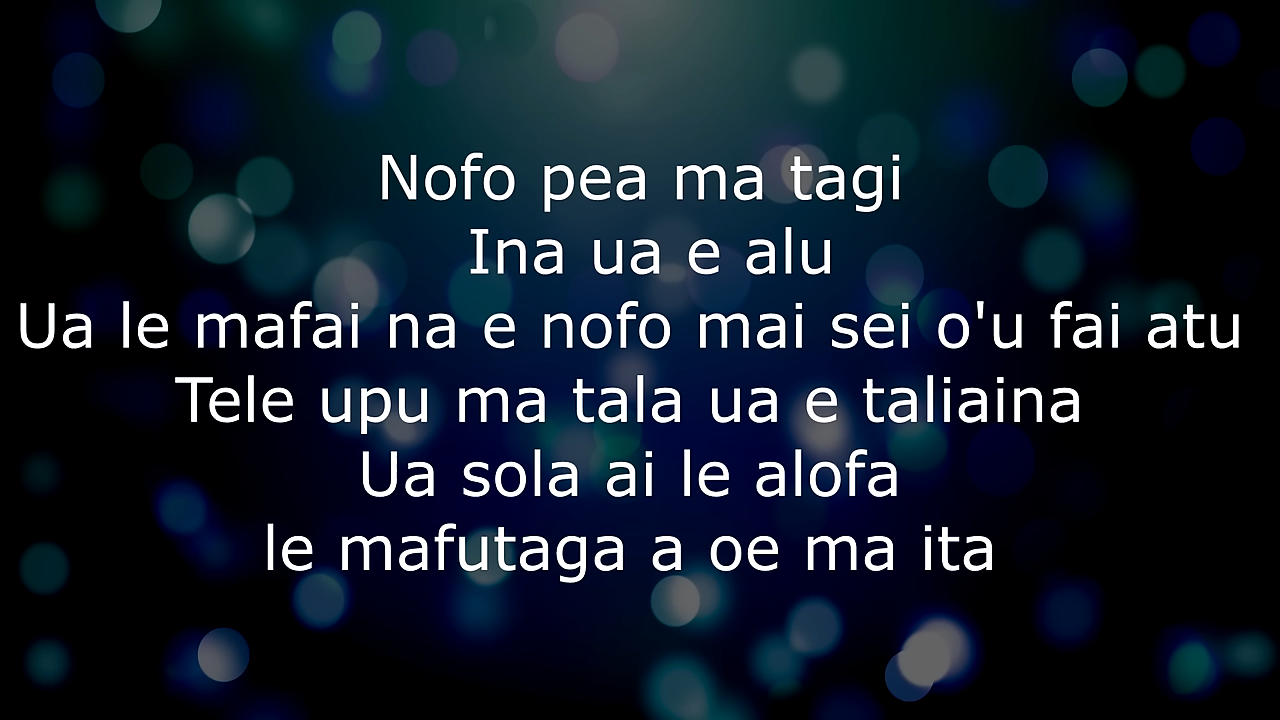 Nofo pea ma tagi
Ina ua e alu
Ua le mafai na e nofo mai sei o'u fai atu
Tele upu ma tala ua e taliaina
Ua sola ai le alofa
le mafutaga a oe ma ita